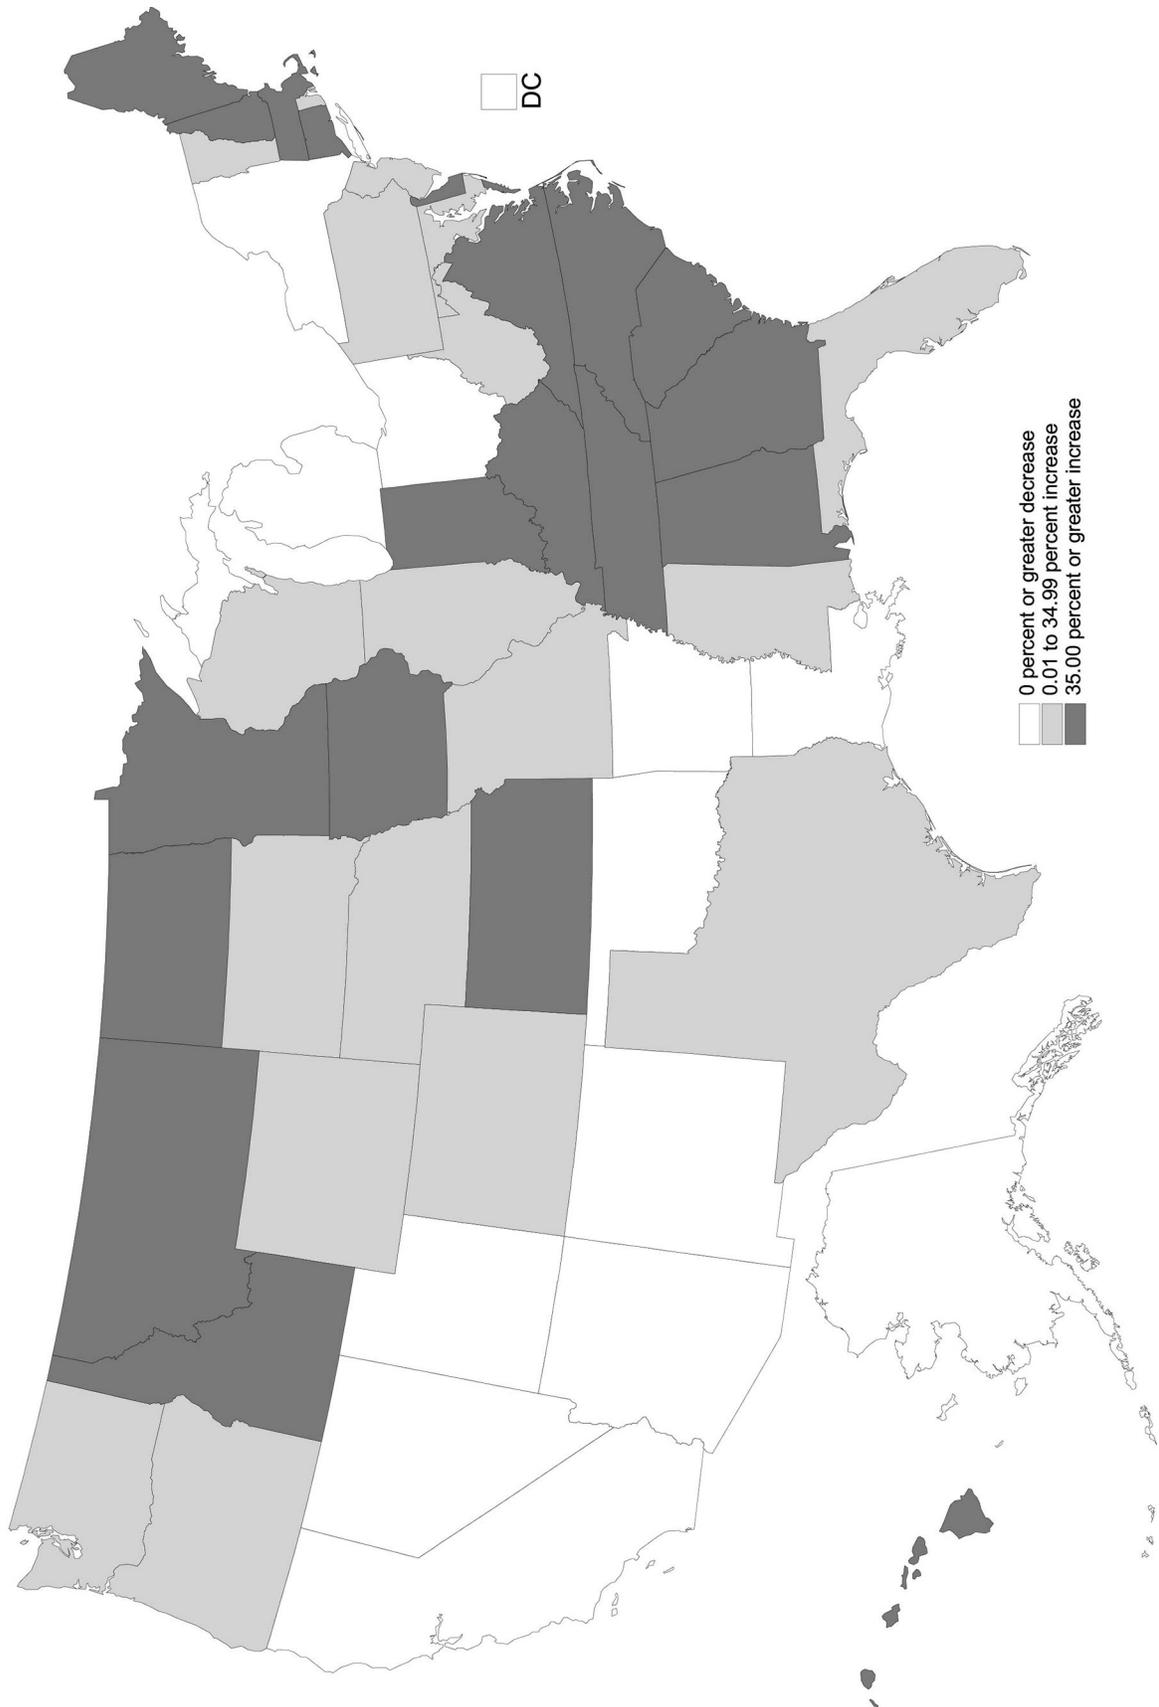 DC
0 percent or greater decrease
0.01 to 34.99 percent increase
35.00 percent or greater increase